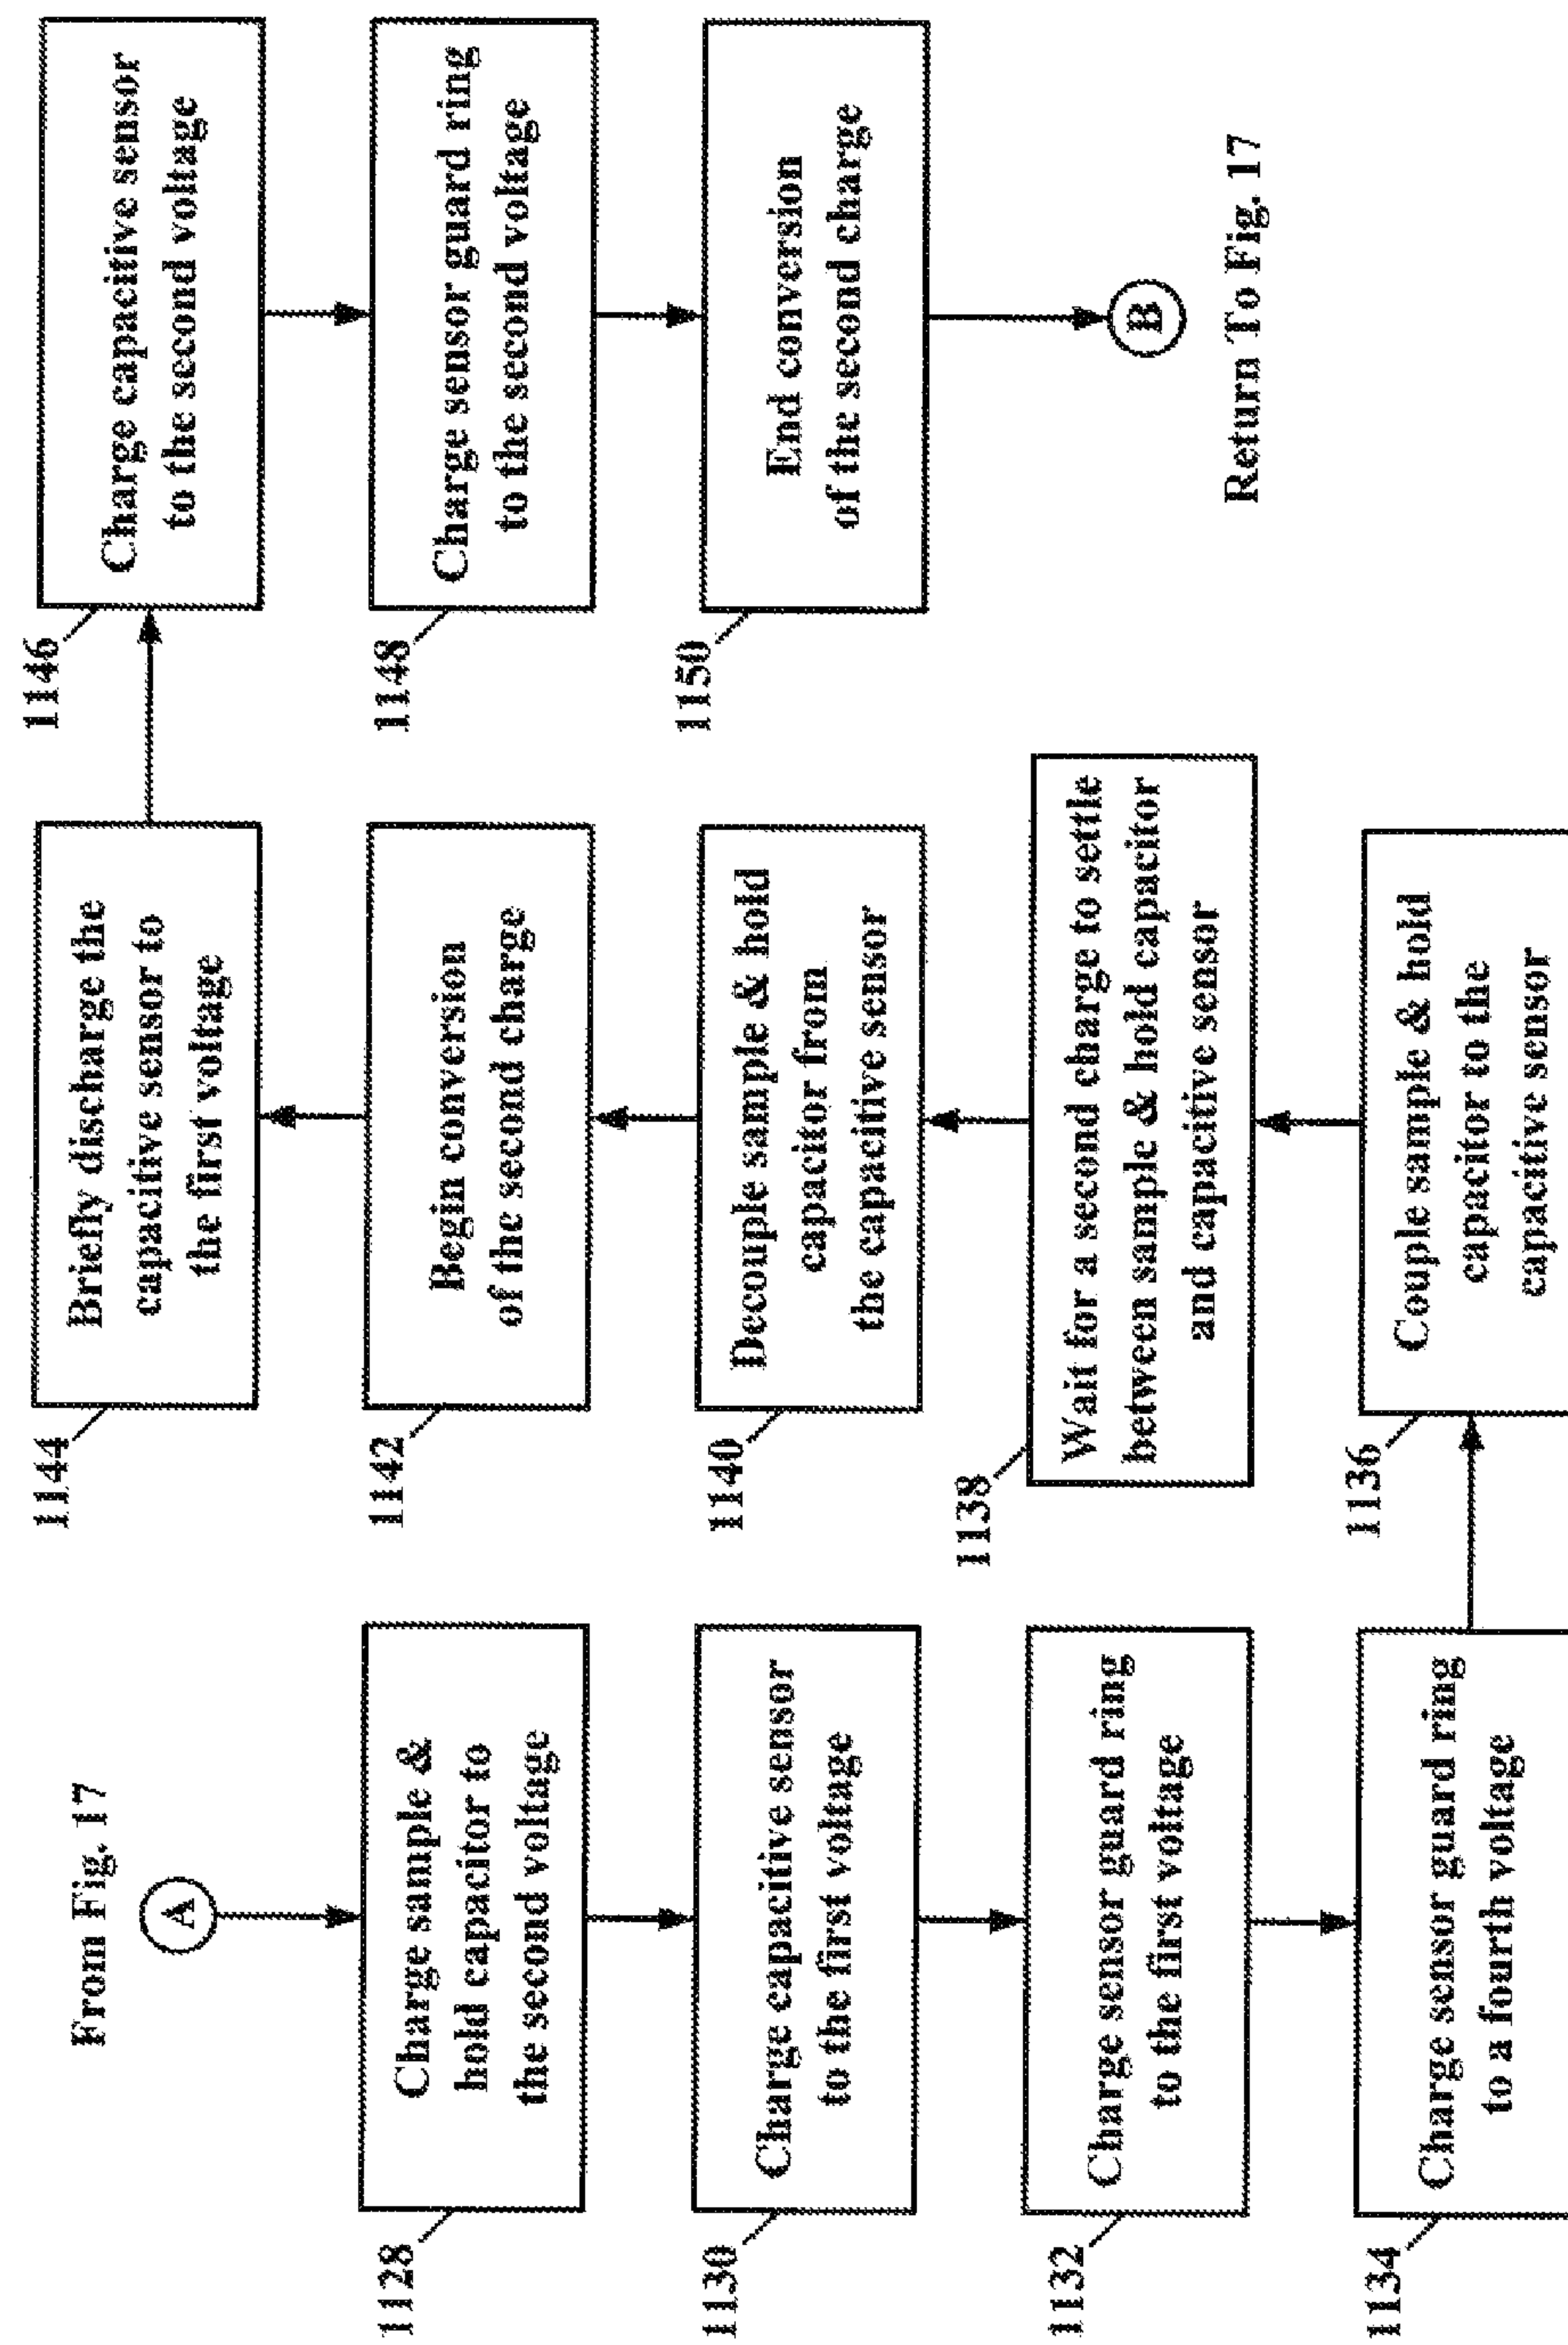 From Fig. 17
A
1128
Charge sample &
hold capacitor to
the second voltage
1130
Charge capacitive sensor
to the first voltage
1132
Charge sensor guard ring
to the first voltage
1134
Charge sensor guard ring
to a fourth voltage
1136
Couple sample & hold
capacitor to the
capacitive sensor
1138
Wait for a second charge to settle
between sample & hold capacitor
and capacitive sensor
1140
Decouple sample & hold
capacitor from
the capacitive sensor
1142
Begin conversion
of the second charge
1144
Briefly discharge the
capacitive sensor to
the first voltage
1146
Charge capacitive sensor
to the second voltage
1148
Charge sensor guard ring
to the second voltage
1150
End conversion
of the second charge
B
Return To Fig. 17